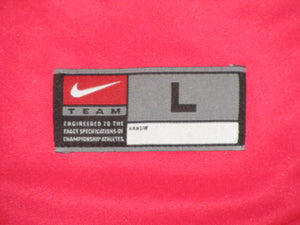 TEAM
L
ENGINEERED TO THE
EXACT SPECIFICATIONS OF
CHAMPIONSHIP ATHLETES.